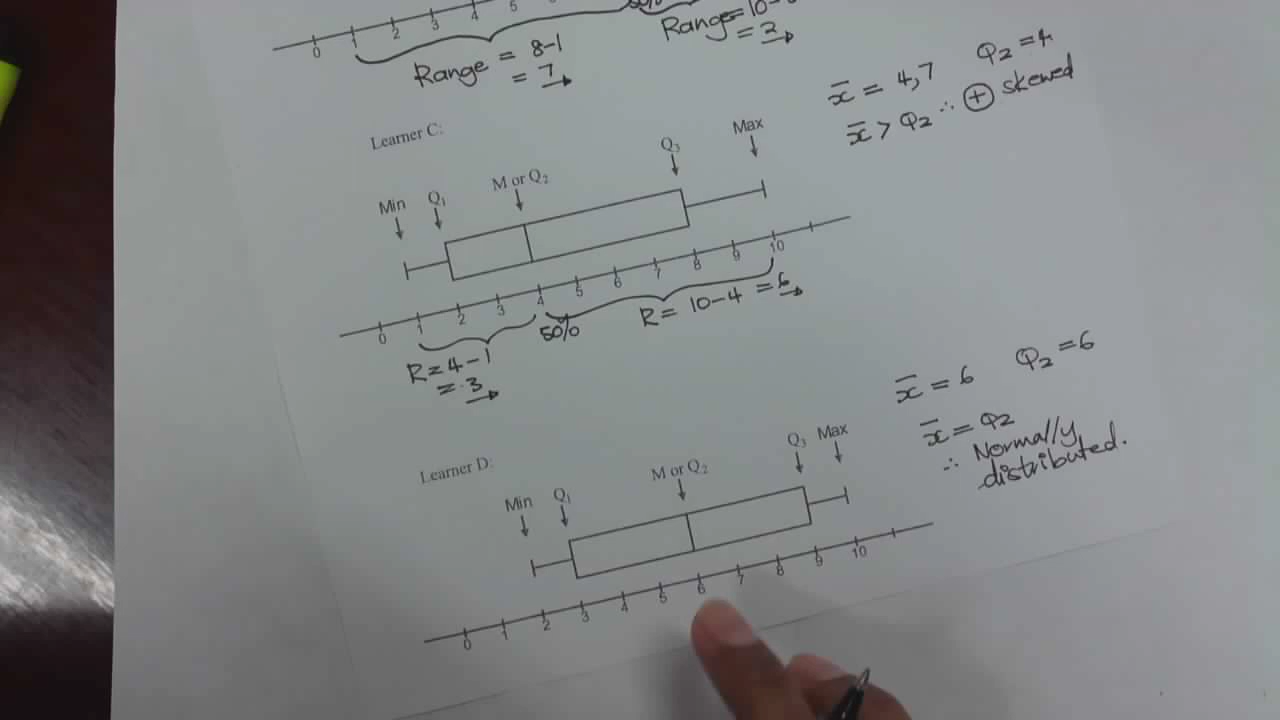 0 1 2 3 4 5
Range = 8-1
= 7
Range=10-
= 2
x̄ = 4,7 Q₂ = 4
x̄ > Q₂ ∴ ⊕ skewed
Learner C:
Min Q₁ M or Q₂ Q₃ Max
0 1 2 3 4 5 6 7 8 9 10
R = 4 - 1
= 3
50%
R = 10 - 4 = 6
x̄ = 6 Q₂ = 6
x̄ = Q₂
∴ Normally
distributed.
Learner D:
Min Q₁ M or Q₂ Q₃ Max
0 1 2 3 4 5 6 7 8 9 10